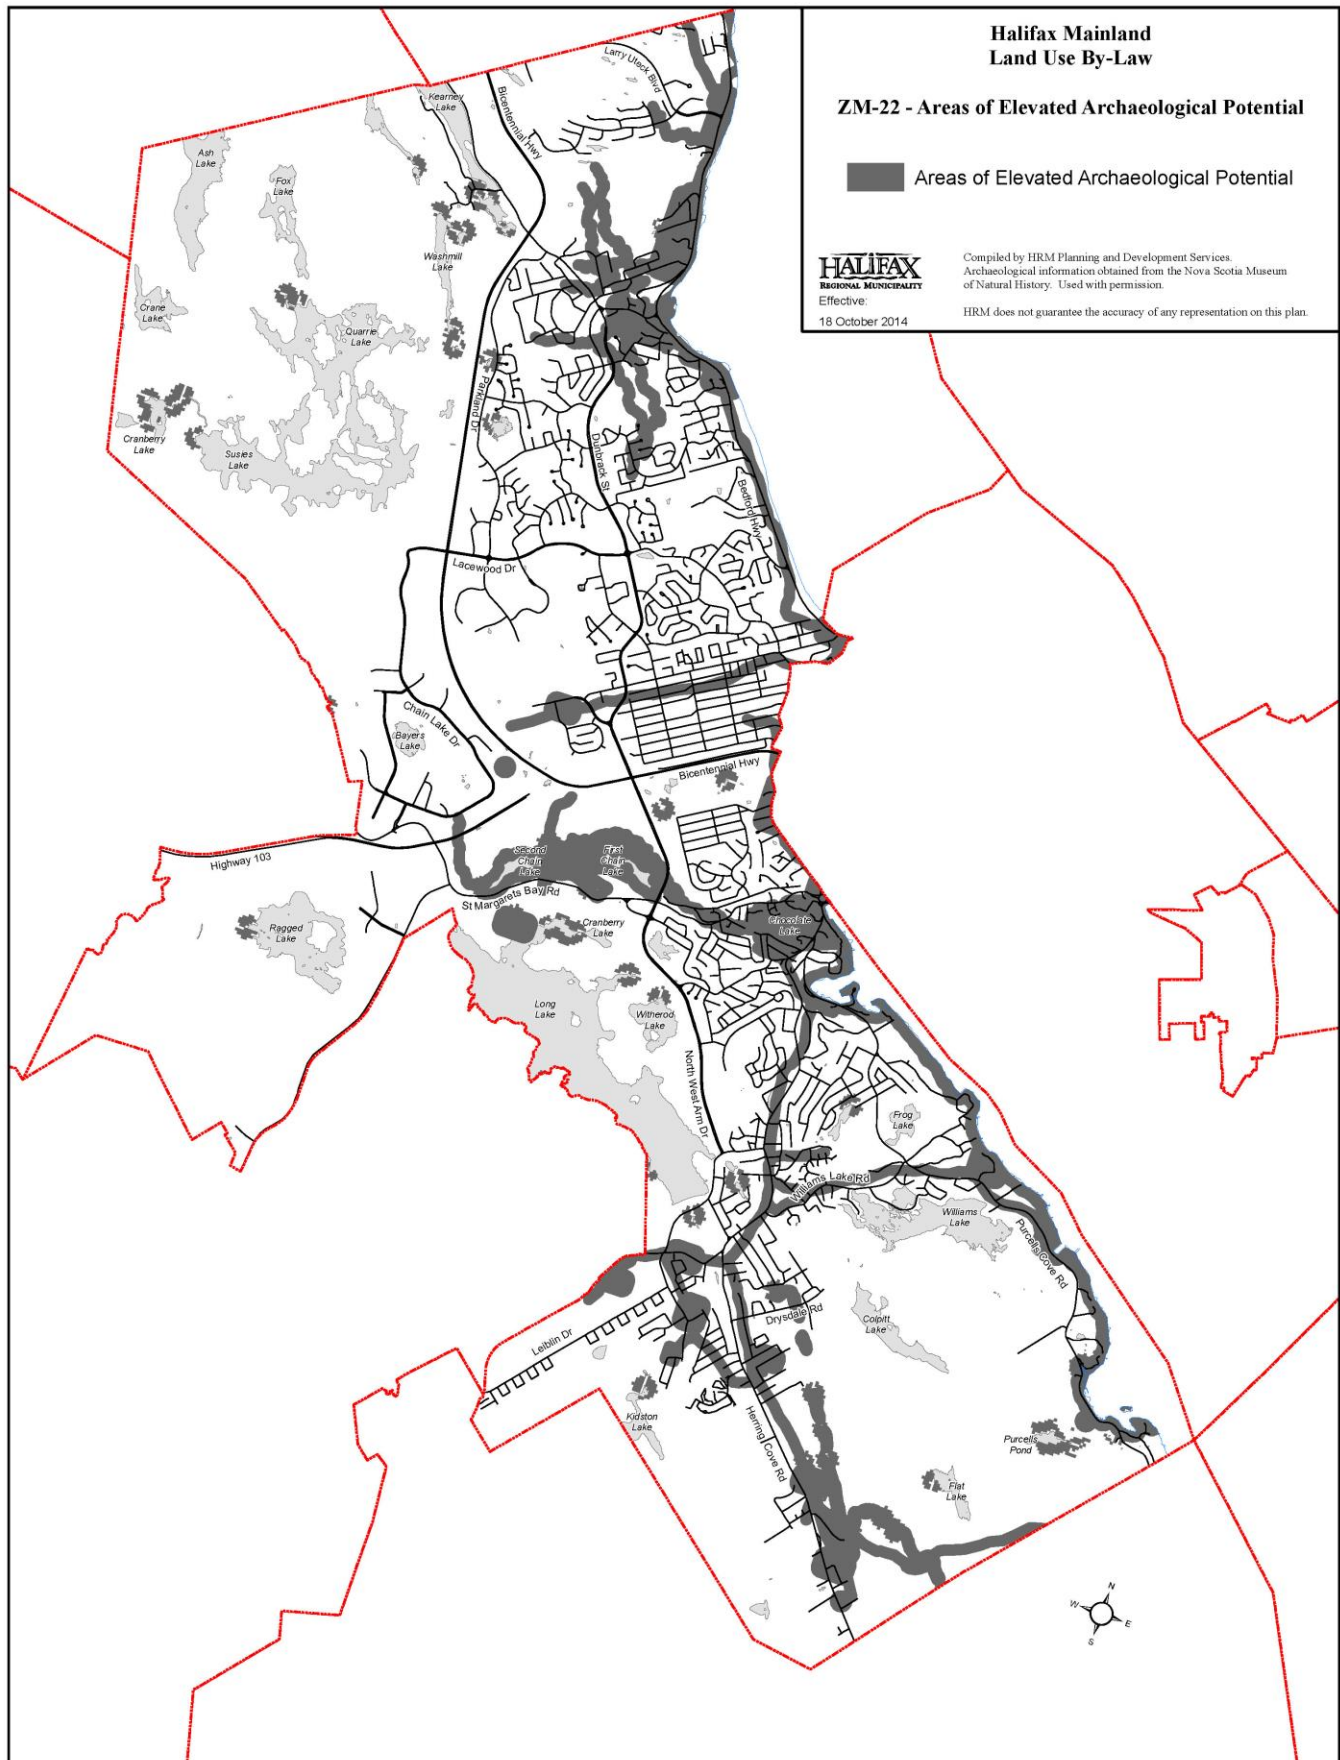 Halifax Mainland
Land Use By-Law
ZM-22 - Areas of Elevated Archaeological Potential
Areas of Elevated Archaeological Potential
HALIFAX
REGIONAL MUNICIPALITY
Effective:
18 October 2014
Compiled by HRM Planning and Development Services.
Archaeological information obtained from the Nova Scotia Museum
of Natural History. Used with permission.
HRM does not guarantee the accuracy of any representation on this plan.
Larry Uteck Blvd
Kearney
Lake
Bicentennial Hwy
Ash
Lake
Fox
Lake
Washmill
Lake
Crane
Lake
Quarrie
Lake
Parkland Dr
Cranberry
Lake
Susies
Lake
Dunbrack St
Bedford Hwy
Lacewood Dr
Chain Lake Dr
Bayers
Lake
Bicentennial Hwy
Highway 103
Second
Chain
Lake
First
Chain
Lake
St Margarets Bay Rd
Ragged
Lake
Cranberry
Lake
Chocolate
Lake
Long
Lake
Witherod
Lake
North West Arm Dr
Frog
Lake
Williams Lake Rd
Williams
Lake
Purcells Cove Rd
Leiblin Dr
Drysdale Rd
Colpitt
Lake
Kidston
Lake
Herring Cove Rd
Purcells
Pond
Flat
Lake
N
W
E
S